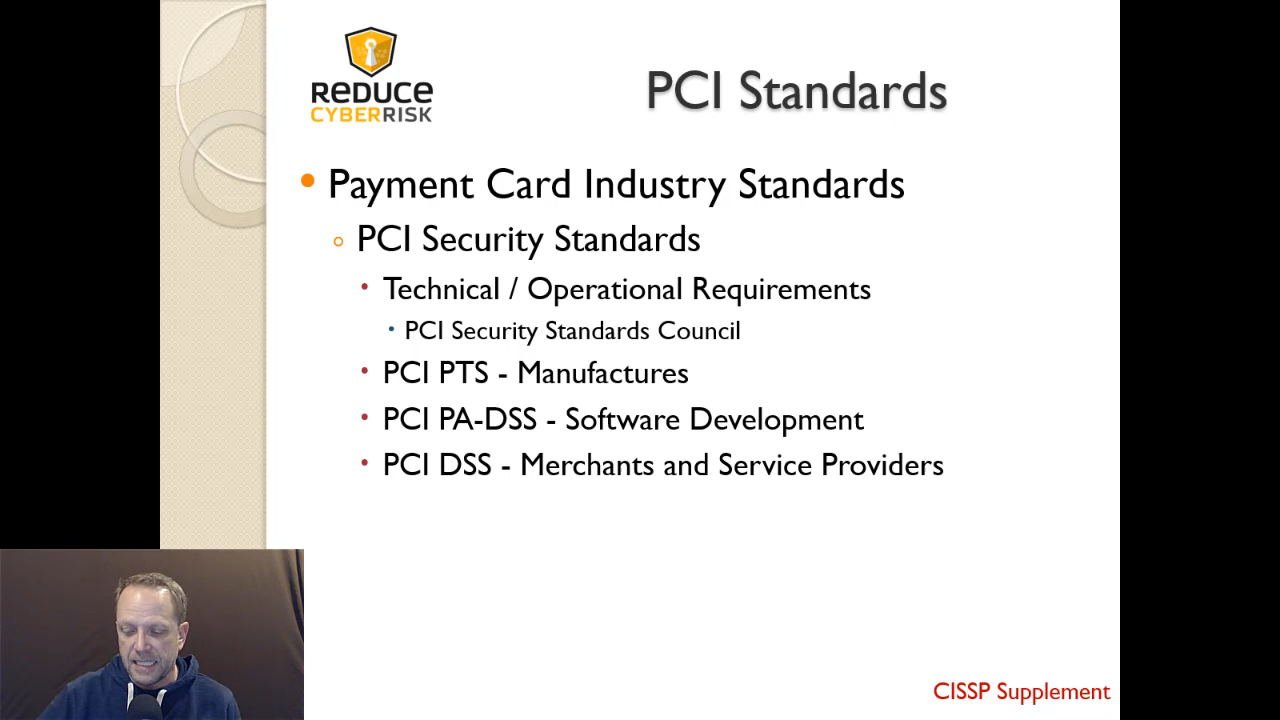 REDUCE
CYBERRISK
PCI Standards
Payment Card Industry Standards
PCI Security Standards
Technical / Operational Requirements
PCI Security Standards Council
PCI PTS - Manufactures
PCI PA-DSS - Software Development
PCI DSS - Merchants and Service Providers
CISSP Supplement